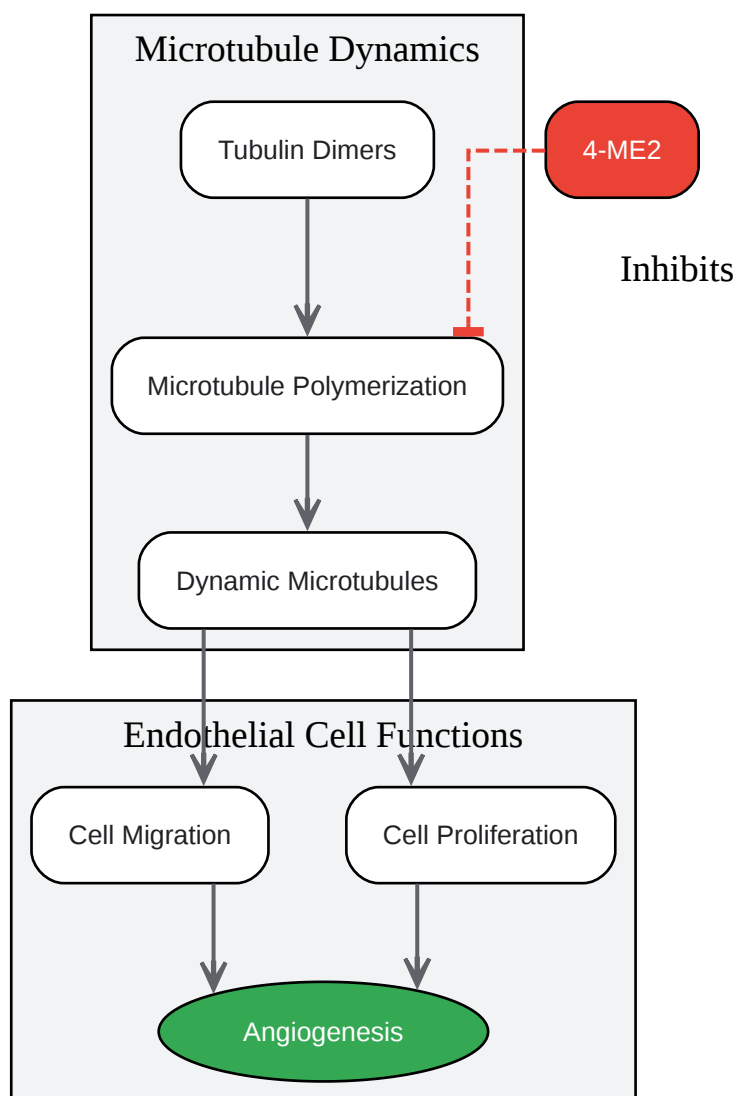 Microtubule Dynamics
Tubulin Dimers
4-ME2
Inhibits
Microtubule Polymerization
Dynamic Microtubules
Endothelial Cell Functions
Cell Migration
Cell Proliferation
Angiogenesis